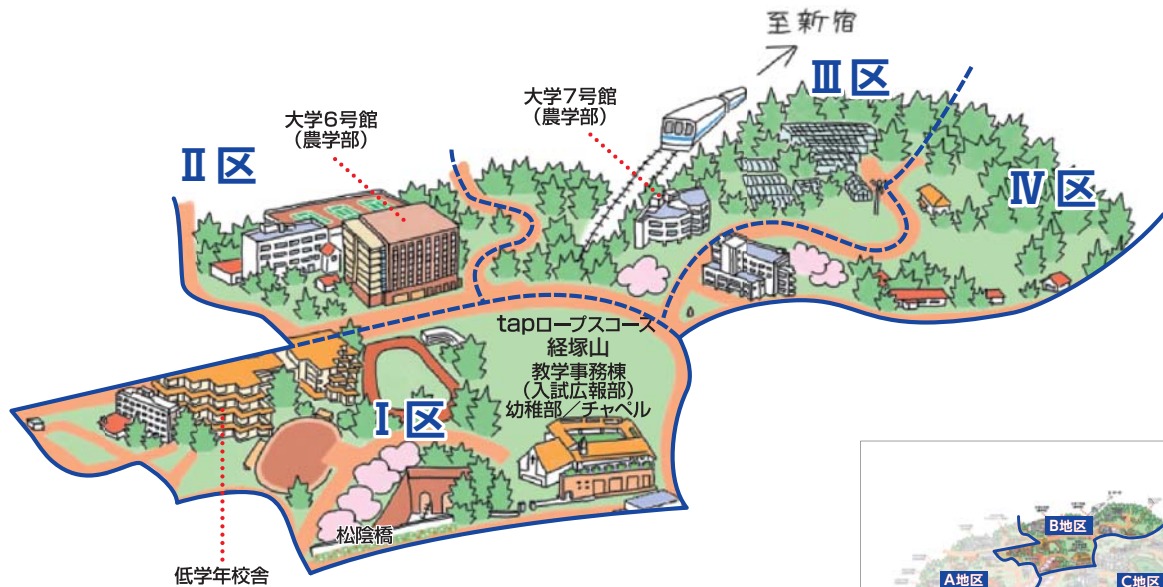 至新宿
Ⅲ区
大学7号館
(農学部)
大学6号館
(農学部)
Ⅱ区
Ⅳ区
tapロープスコース
経塚山
教学事務棟
(入試広報部)
幼稚部/チャペル
Ⅰ区
松陰橋
低学年校舎
B地区
A地区
C地区